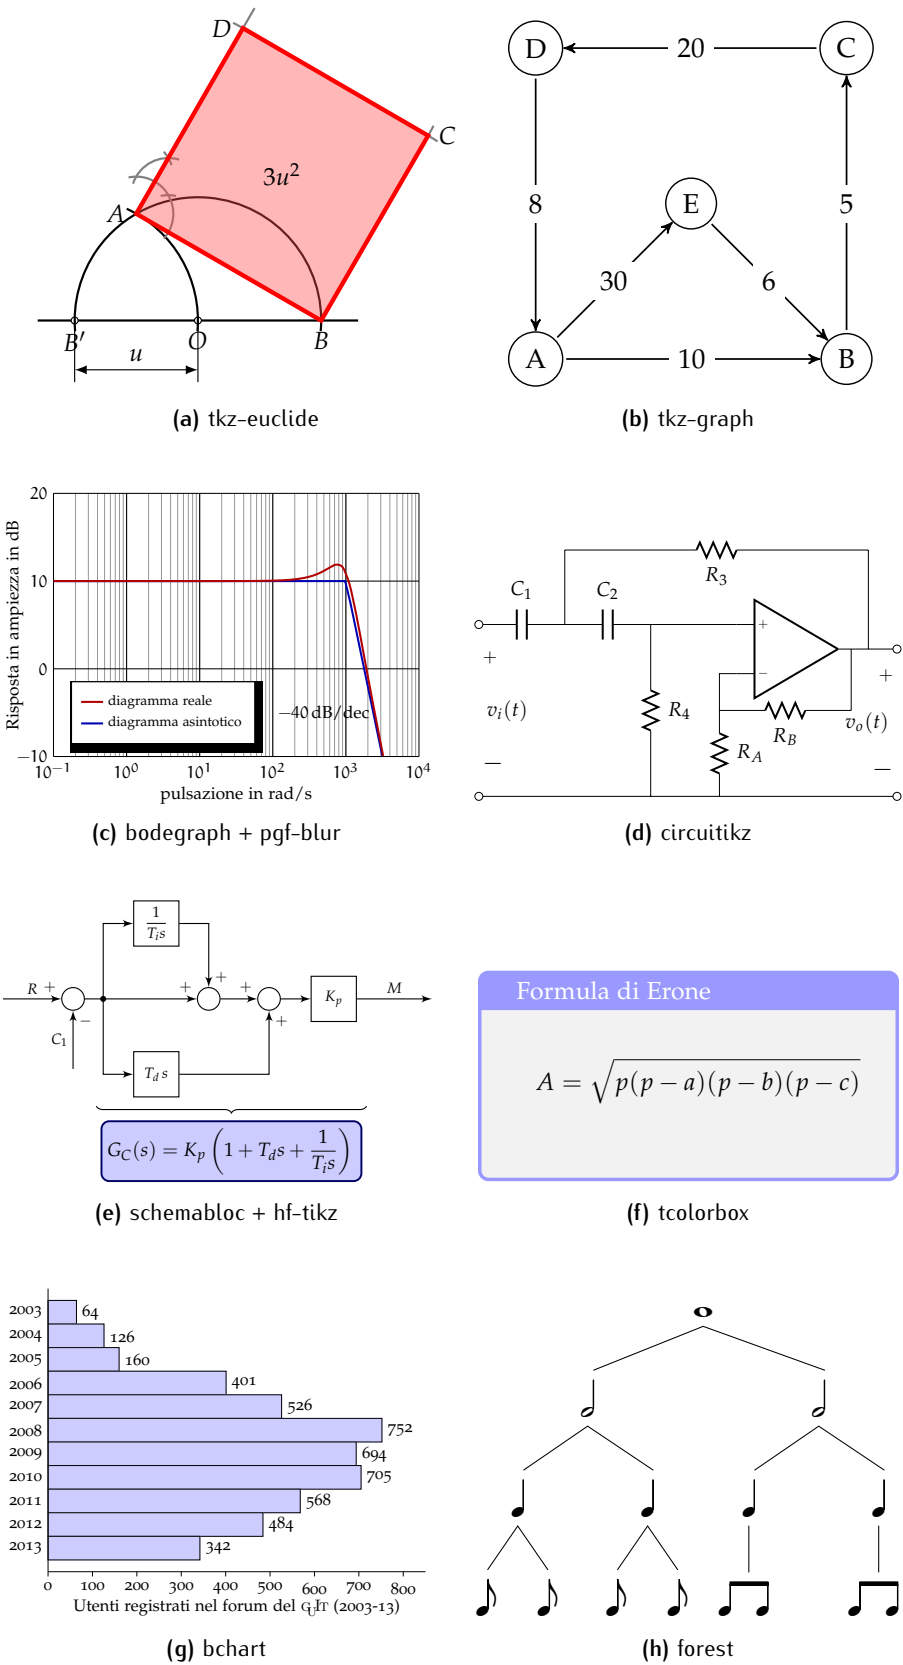 D
C
3u²
A
B′
O
B
u
(a) tkz-euclide
D
20
C
8
E
5
30
6
A
10
B
(b) tkz-graph
Risposta in ampiezza in dB
20
10
0
−10
diagramma reale
diagramma asintotico
−40 dB/dec
10⁻¹ 10⁰ 10¹ 10² 10³ 10⁴
pulsazione in rad/s
(c) bodegraph + pgf-blur
R₃
C₁ C₂
+
−
+ +
vᵢ(t) R₄ vₒ(t)
R_B
R_A
− −
(d) circuitikz
1/(Tᵢs)
R + + + + M
K_p
− +
C₁
T_d s
G_C(s) = K_p (1 + T_d s + 1/(Tᵢs))
(e) schemabloc + hf-tikz
Formula di Erone
A = √(p(p − a)(p − b)(p − c))
(f) tcolorbox
2003 64
2004 126
2005 160
2006 401
2007 526
2008 752
2009 694
2010 705
2011 568
2012 484
2013 342
0 100 200 300 400 500 600 700 800
Utenti registrati nel forum del GUIT (2003-13)
(g) bchart
(h) forest